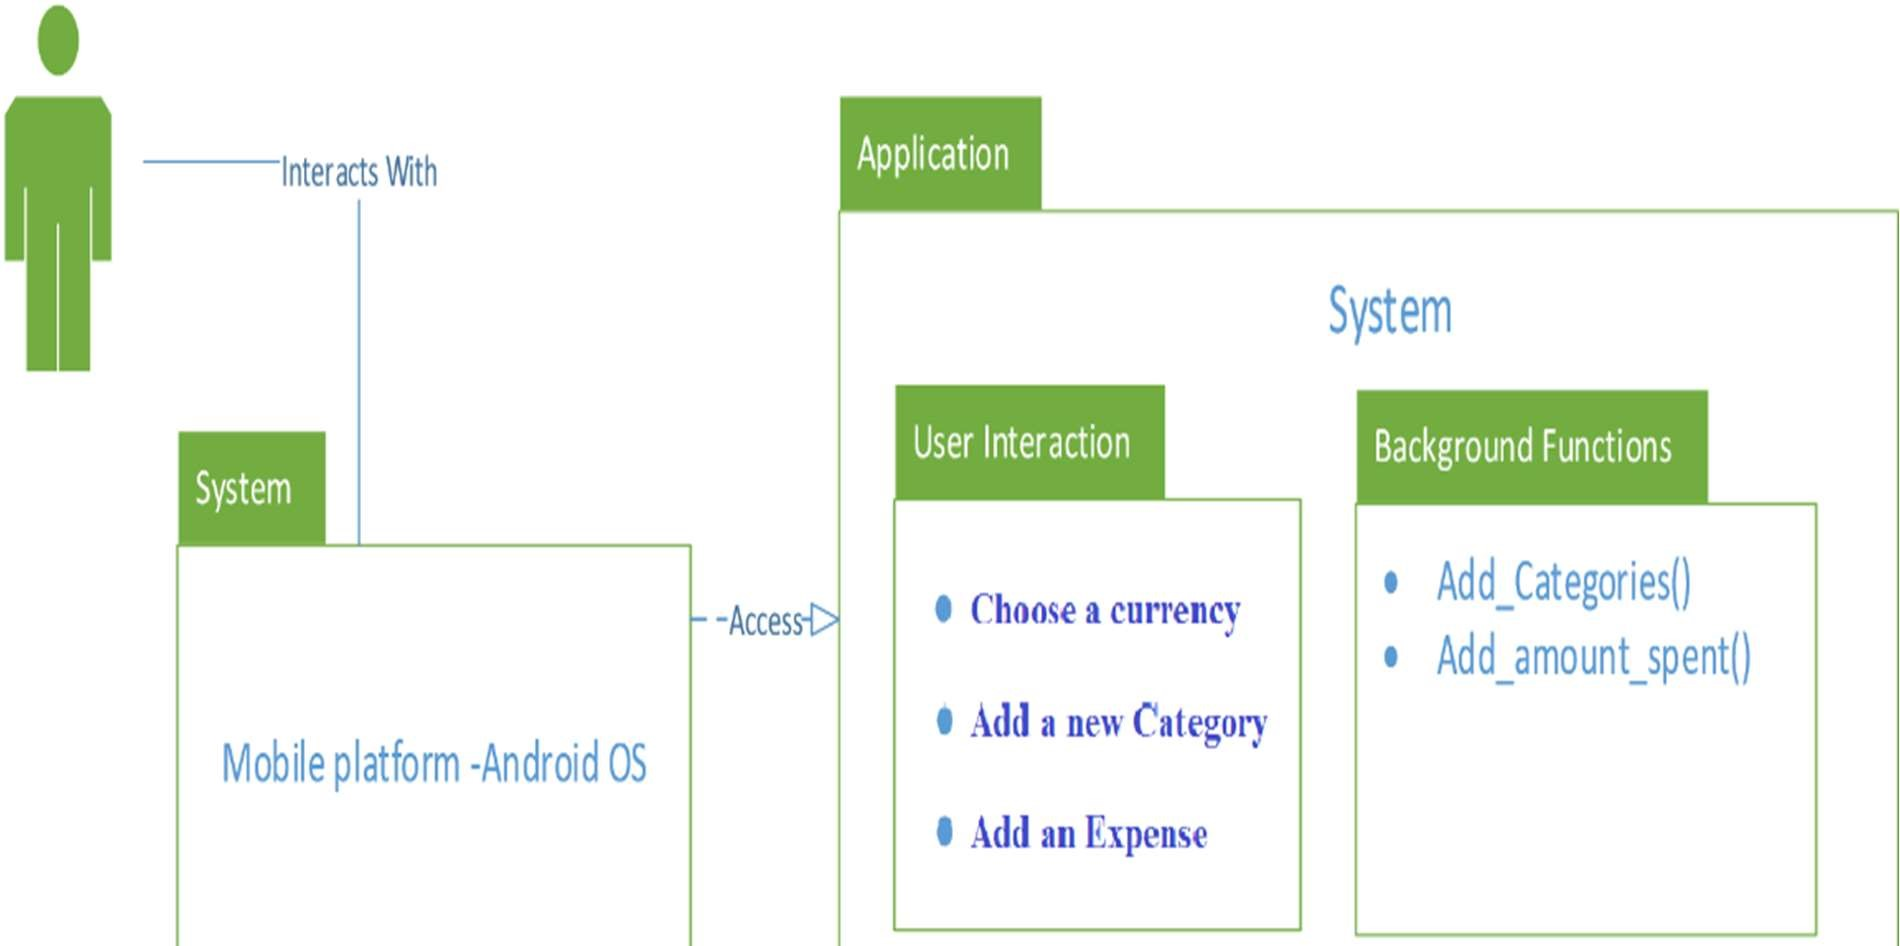 Interacts With
Application
System
User Interaction
Background Functions
System
Choose a currency
Add a new Category
Add an Expense
Add_Categories()
Add_amount_spent()
Access
Mobile platform -Android OS